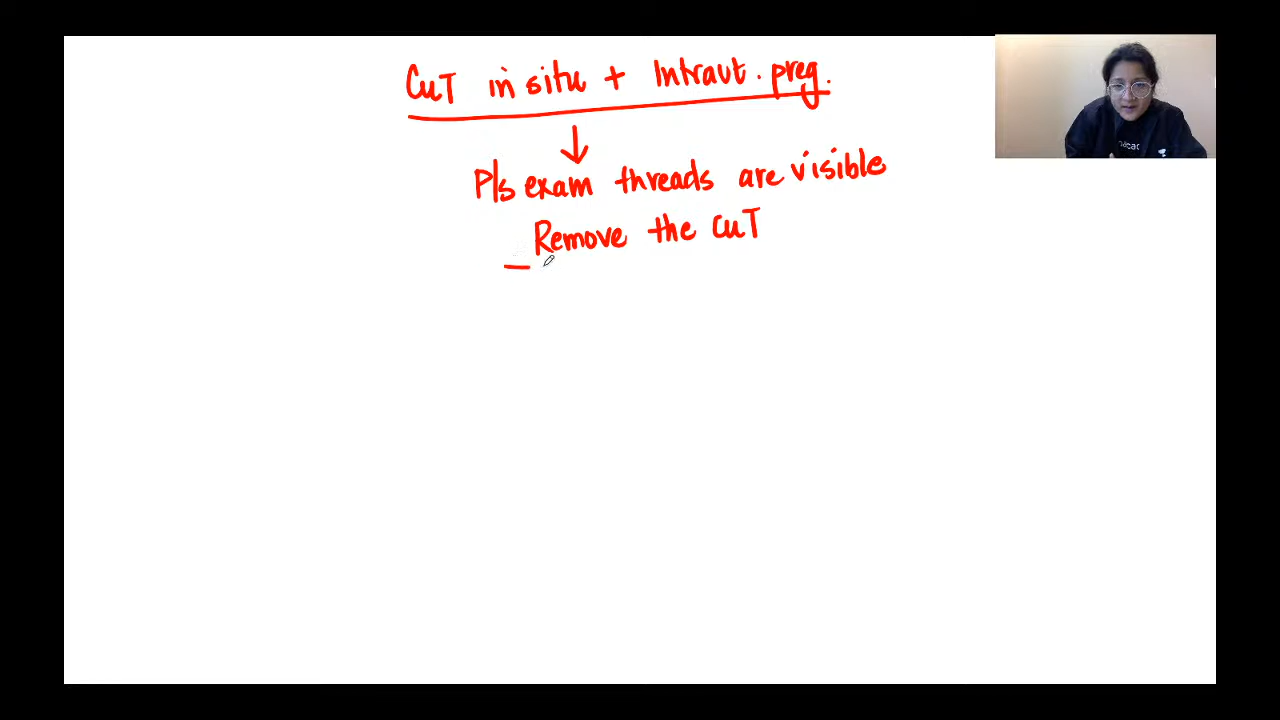 CuT in situ + Intraut. preg.
↓
P/s exam threads are visible
Remove the CuT